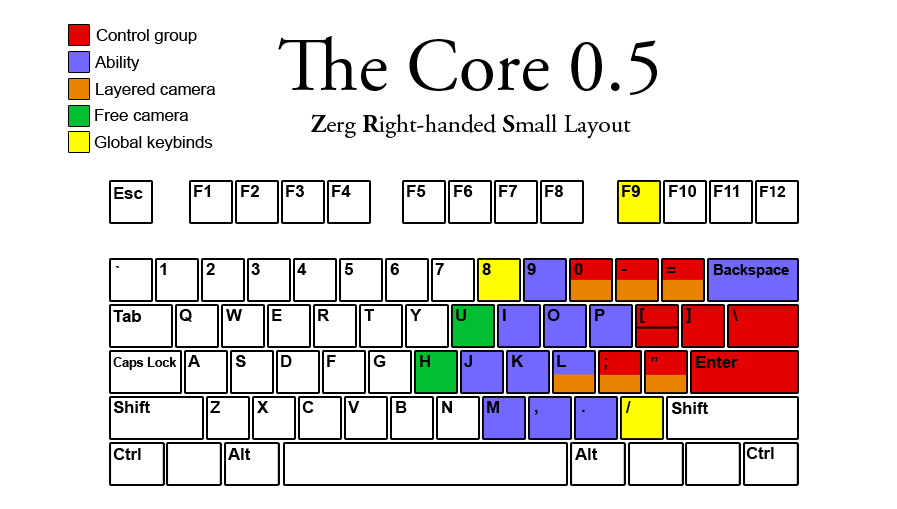 Control group
Ability
Layered camera
Free camera
Global keybinds
The Core 0.5
Zerg Right-handed Small Layout
Esc F1 F2 F3 F4 F5 F6 F7 F8 F9 F10 F11 F12
` 1 2 3 4 5 6 7 8 9 0 - = Backspace
Tab Q W E R T Y U I O P [ ] \
Caps Lock A S D F G H J K L ; " Enter
Shift Z X C V B N M , . / Shift
Ctrl Alt Alt Ctrl